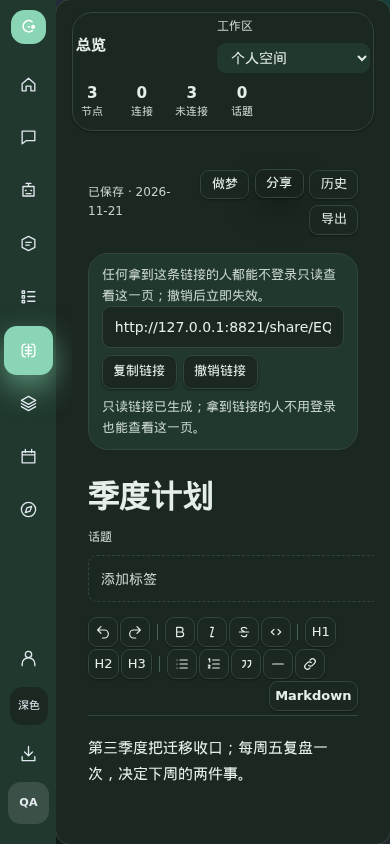 工作区
总览
个人空间
3 0 3 0
节点 连接 未连接 话题
已保存 · 2026-11-21
做梦 分享 历史
导出
任何拿到这条链接的人都能不登录只读查
看这一页；撤销后立即失效。
http://127.0.0.1:8821/share/EQ
复制链接 撤销链接
只读链接已生成；拿到链接的人不用登录
也能查看这一页。
季度计划
话题
添加标签
B I S <> H1
H2 H3
Markdown
第三季度把迁移收口；每周五复盘一
次，决定下周的两件事。
深色
QA